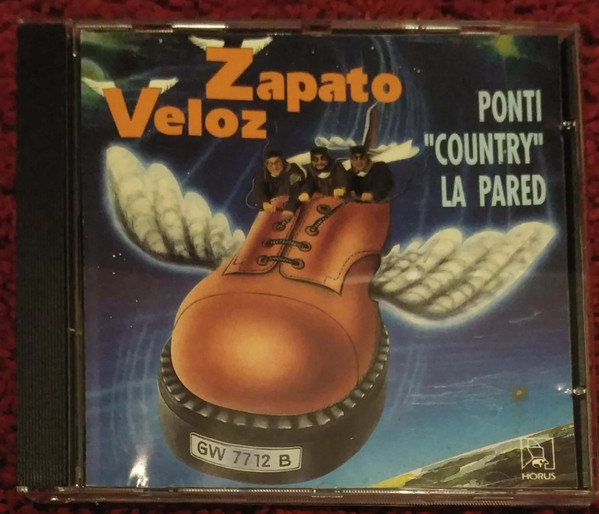 Zapato
Veloz
PONTI
"COUNTRY"
LA PARED
GW 7712 B
HORUS